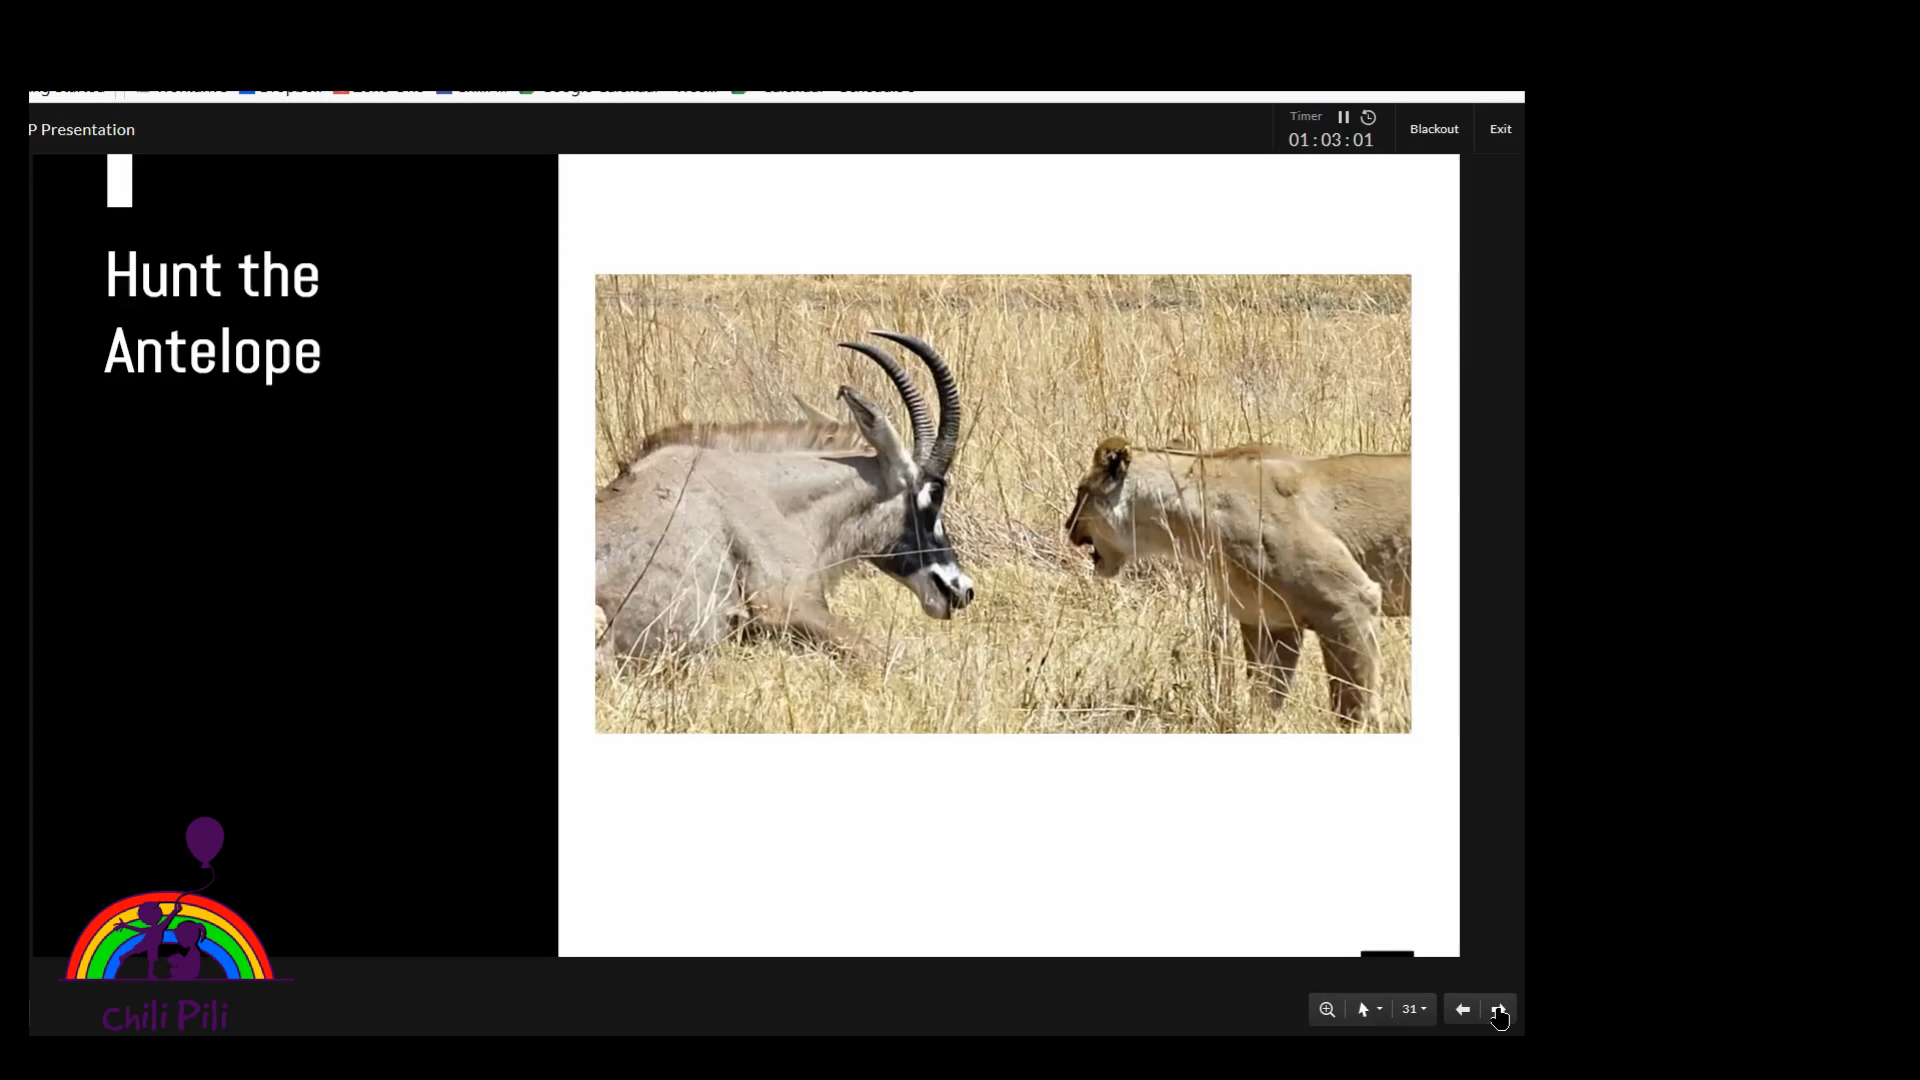 P Presentation
Timer
01:03:01
Blackout
Exit
Hunt the
Antelope
Chili Pili
31